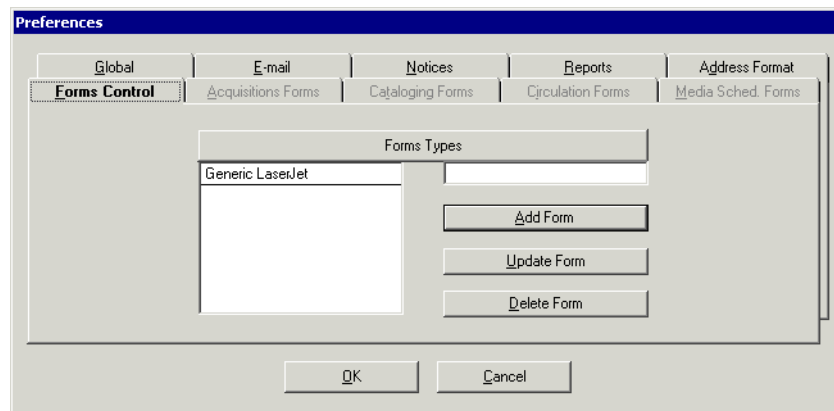 Preferences
Global E-mail Notices Reports Address Format
Forms Control Acquisitions Forms Cataloging Forms Circulation Forms Media Sched. Forms
Forms Types
Generic LaserJet
Add Form
Update Form
Delete Form
OK Cancel